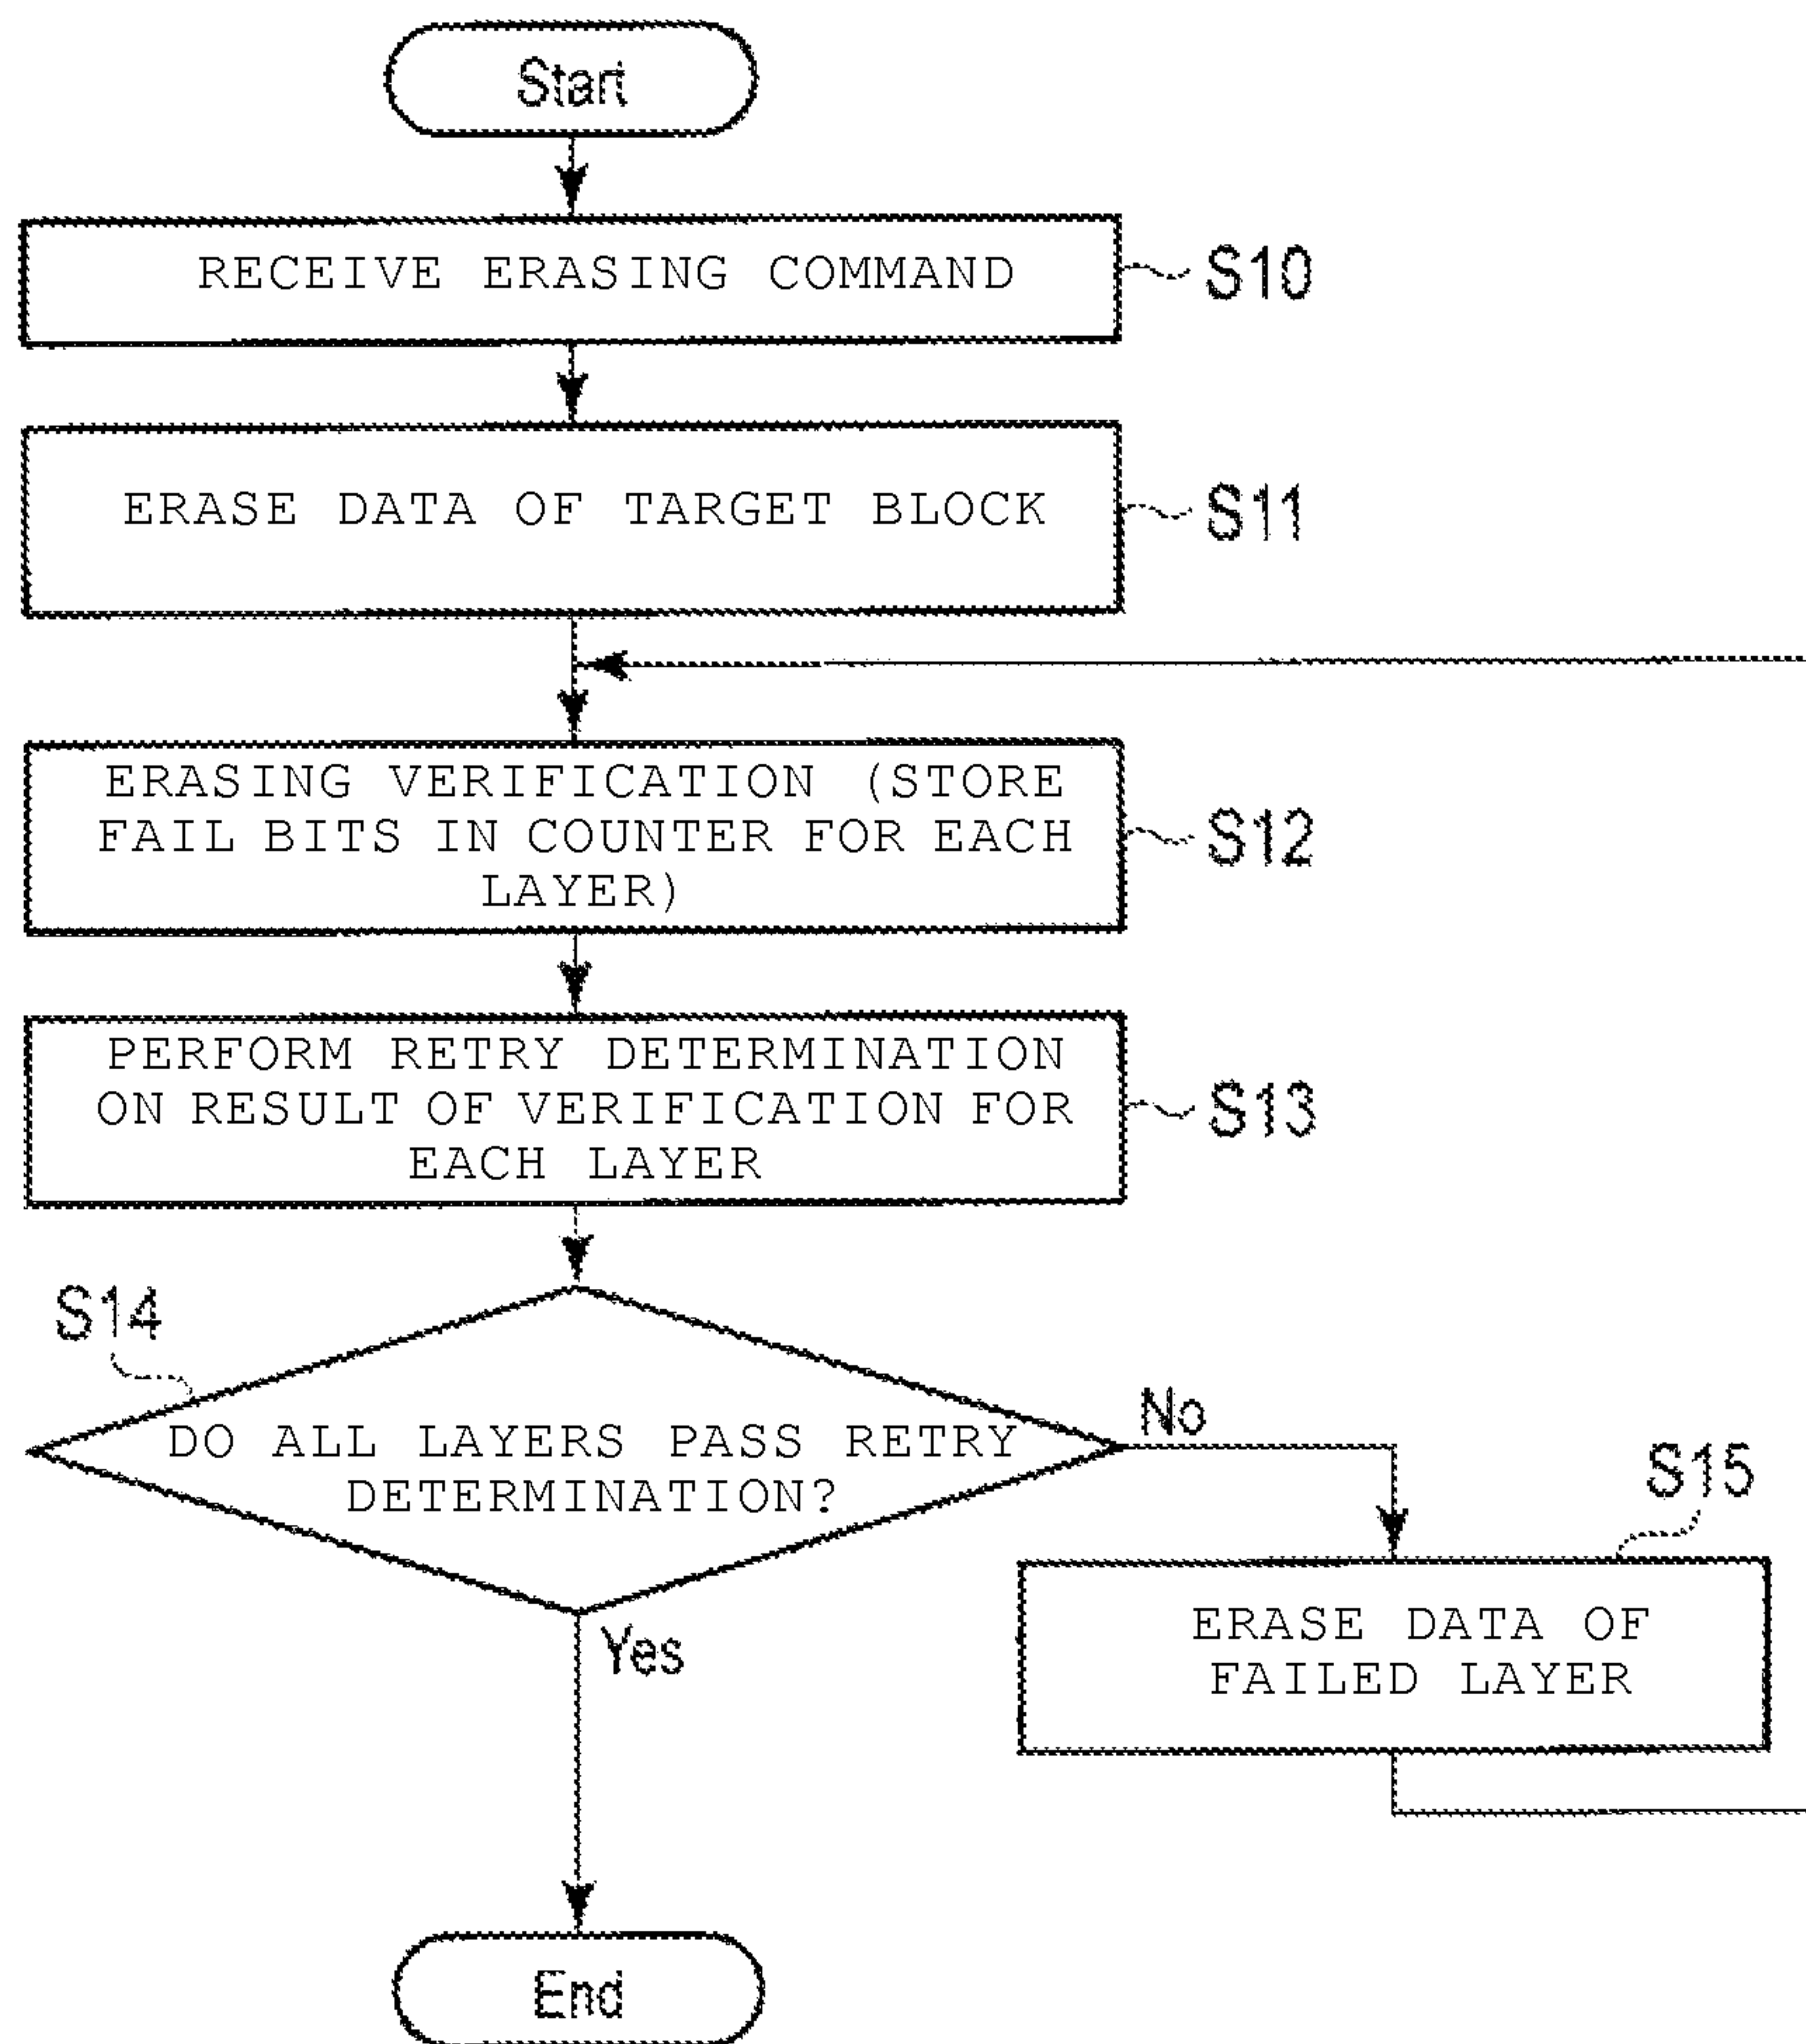 Start
RECEIVE ERASING COMMAND
S10
ERASE DATA OF TARGET BLOCK
S11
ERASING VERIFICATION (STORE
FAIL BITS IN COUNTER FOR EACH
LAYER)
S12
PERFORM RETRY DETERMINATION
ON RESULT OF VERIFICATION FOR
EACH LAYER
S13
S14
DO ALL LAYERS PASS RETRY
DETERMINATION?
No
Yes
S15
ERASE DATA OF
FAILED LAYER
End